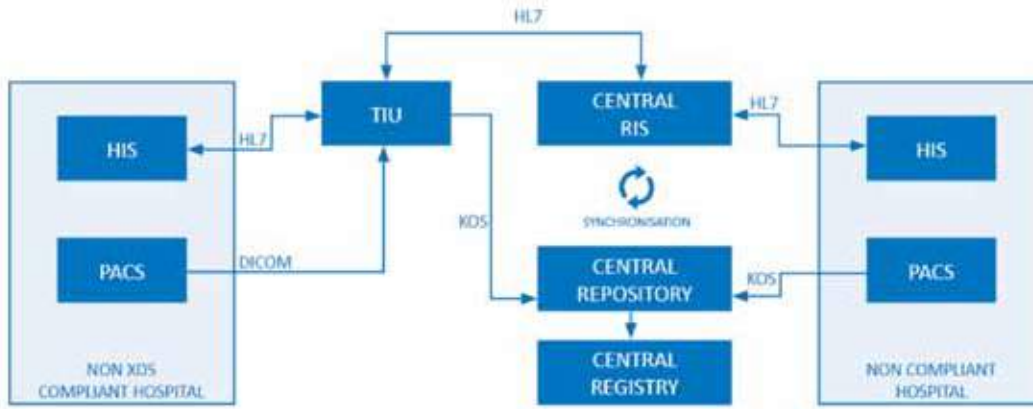 HL7
TIU
CENTRAL
RIS
HIS
HL7
HL7
HIS
SYNCHRONISATION
KOS
PACS
DICOM
CENTRAL
REPOSITORY
KOS
PACS
CENTRAL
REGISTRY
NON XDS
COMPLIANT HOSPITAL
NON COMPLIANT
HOSPITAL